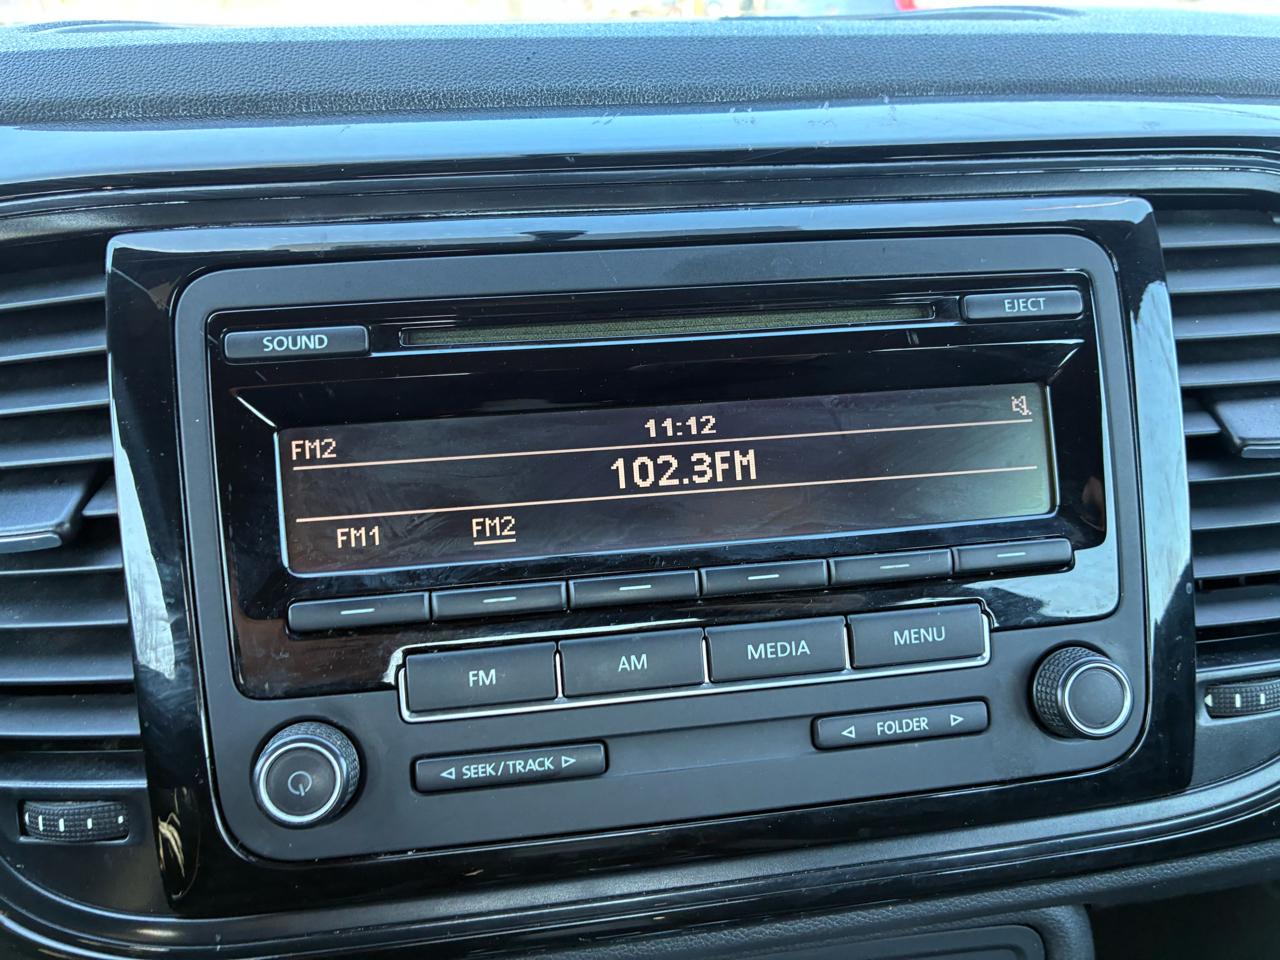 EJECT
SOUND
11:12
FM2
102.3FM
FM1 FM2
FM AM MEDIA MENU
SEEK/TRACK FOLDER